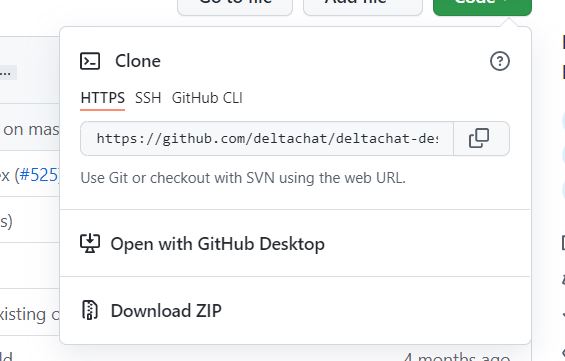 Go to file Add file Code
...
Clone
on mas
HTTPS SSH GitHub CLI
https://github.com/deltachat/deltachat-des
ex (#525
Use Git or checkout with SVN using the web URL.
s)
Open with GitHub Desktop
Download ZIP
xisting
4 months ago